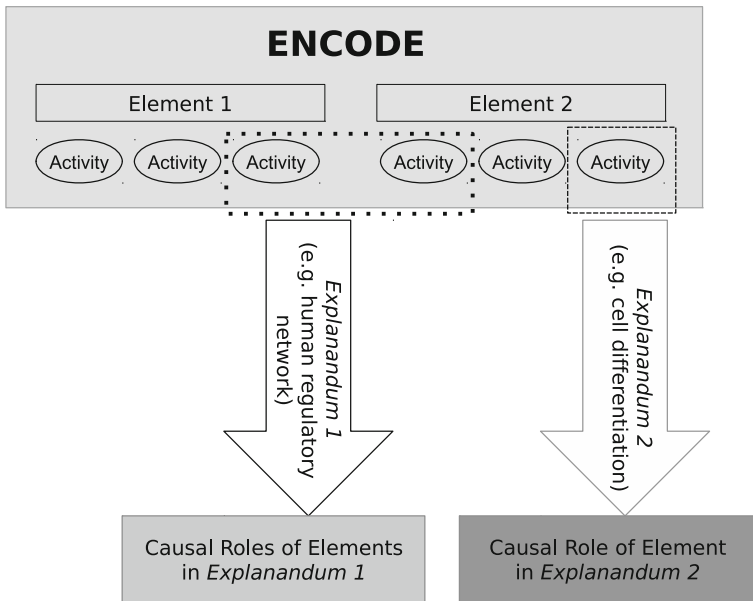 ENCODE
Element 1
Element 2
Activity
Activity
Activity
Activity
Activity
Activity
Explanandum 1
(e.g. human regulatory
network)
Explanandum 2
(e.g. cell differentiation)
Causal Roles of Elements
in Explanandum 1
Causal Role of Element
in Explanandum 2